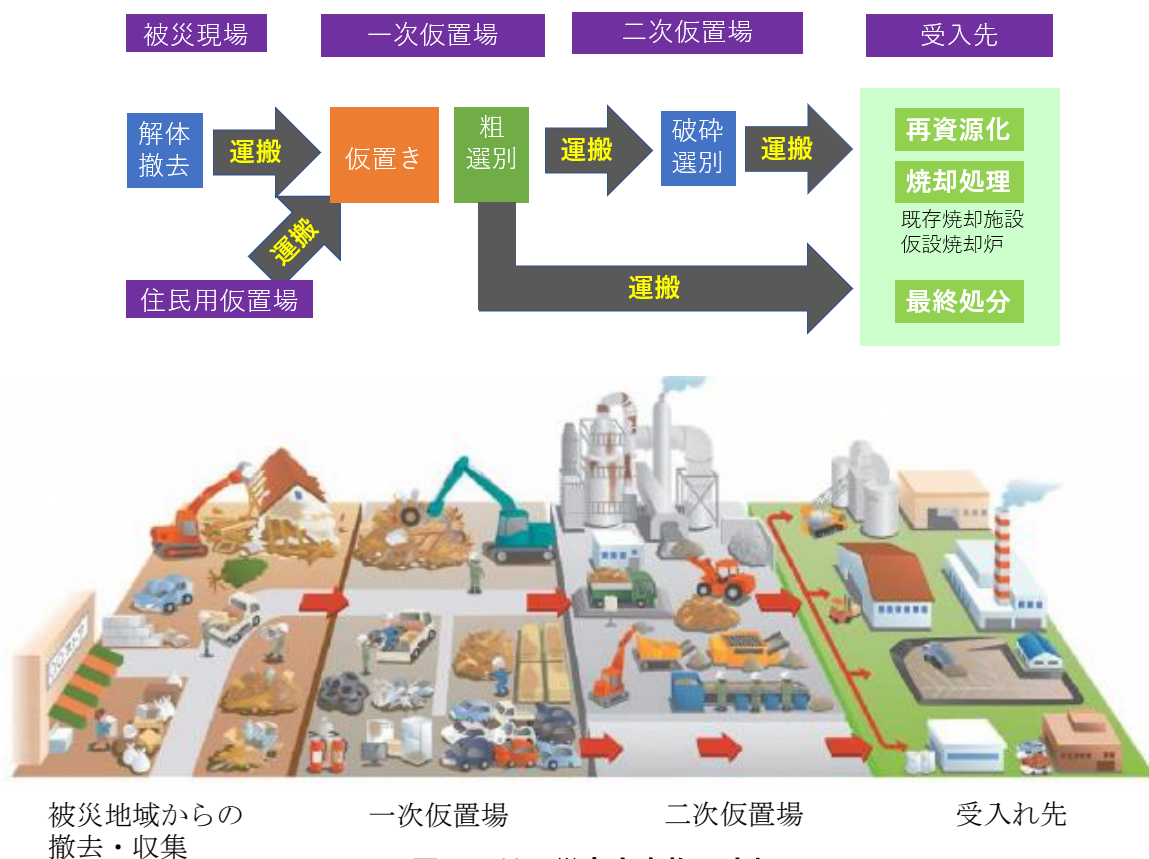 被災現場
一次仮置場
二次仮置場
受入先
解体
撤去
運搬
仮置き
粗
選別
運搬
破砕
選別
運搬
再資源化
焼却処理
既存焼却施設
仮設焼却炉
運搬
住民用仮置場
運搬
最終処分
被災地域からの
撤去・収集
一次仮置場
二次仮置場
受入れ先